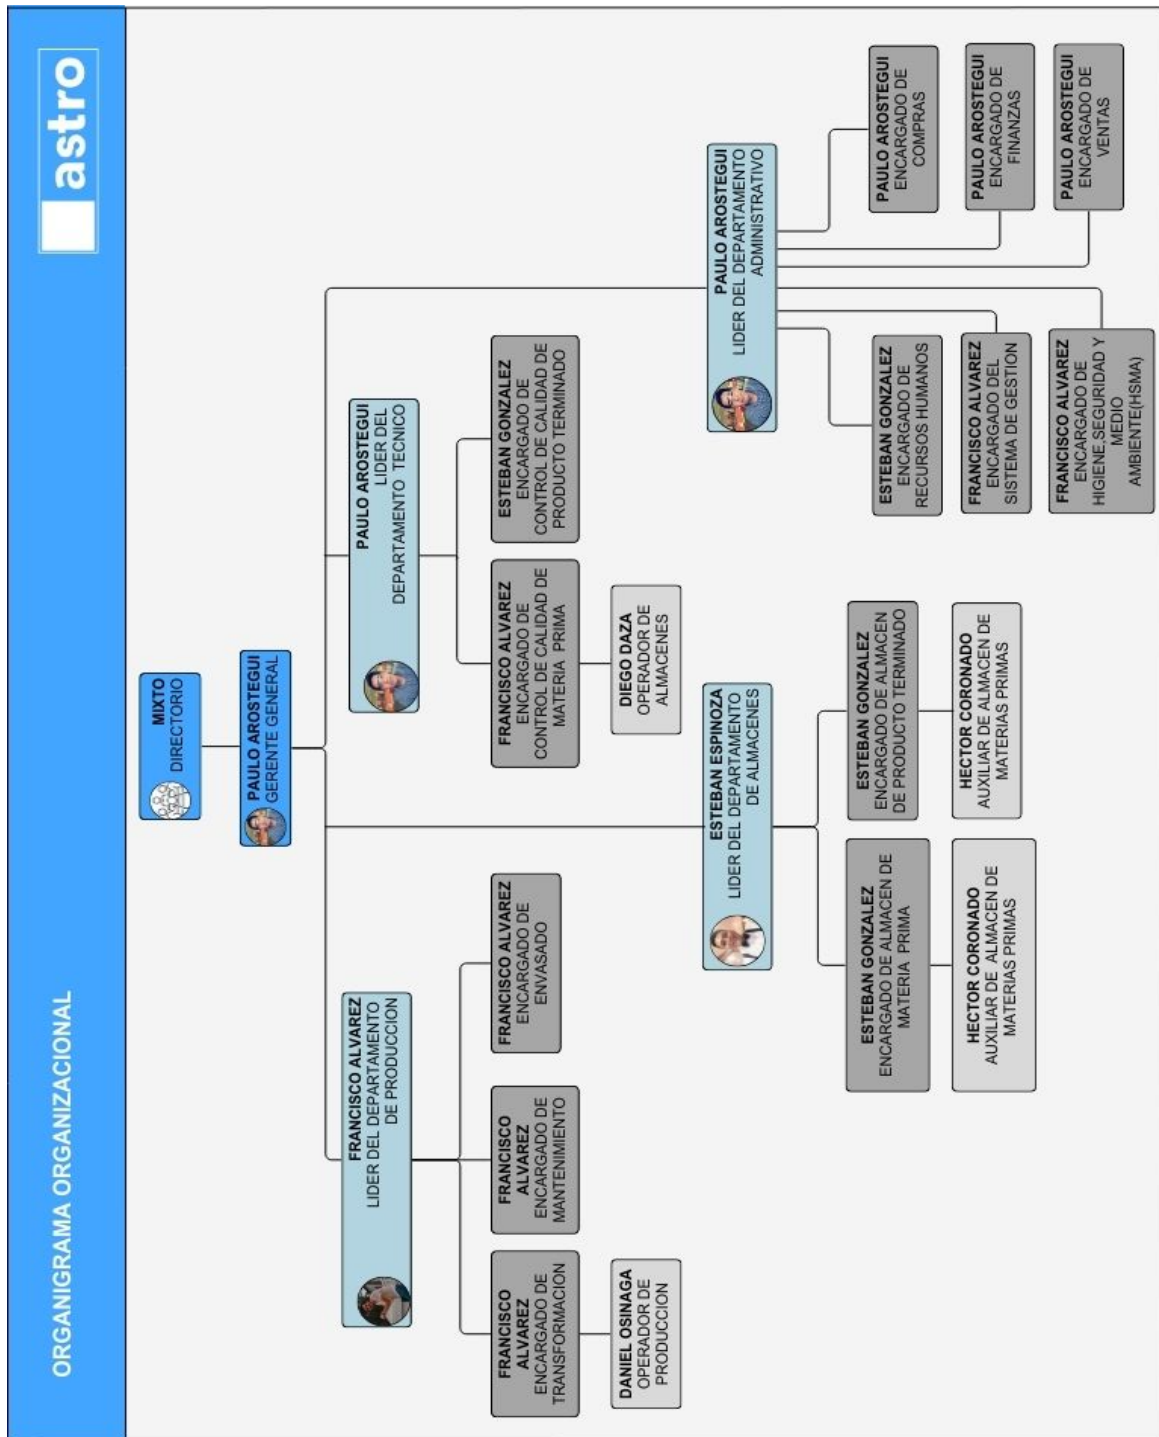 ORGANIGRAMA ORGANIZACIONAL
astro
MIXTO
DIRECTORIO
PAULO AROSTEGUI
GERENTE GENERAL
FRANCISCO ALVAREZ
LIDER DEL DEPARTAMENTO
DE PRODUCCION
PAULO AROSTEGUI
LIDER DEL
DEPARTAMENTO TECNICO
FRANCISCO
ALVAREZ
ENCARGADO DE
TRANSFORMACION
FRANCISCO
ALVAREZ
ENCARGADO DE
MANTENIMIENTO
FRANCISCO ALVAREZ
ENCARGADO DE
ENVASADO
FRANCISCO ALVAREZ
ENCARGADO DE
CONTROL DE CALIDAD DE
MATERIA PRIMA
ESTEBAN GONZALEZ
ENCARGADO DE
CONTROL DE CALIDAD DE
PRODUCTO TERMINADO
DANIEL OSINAGA
OPERADOR DE
PRODUCCION
DIEGO DAZA
OPERADOR DE
ALMACENES
ESTEBAN ESPINOZA
LIDER DEL DEPARTAMENTO
DE ALMACENES
PAULO AROSTEGUI
LIDER DEL DEPARTAMENTO
ADMINISTRATIVO
ESTEBAN GONZALEZ
ENCARGADO DE ALMACEN DE
MATERIA PRIMA
ESTEBAN GONZALEZ
ENCARGADO DE ALMACEN
DE PRODUCTO TERMINADO
ESTEBAN GONZALEZ
ENCARGADO DE
RECURSOS HUMANOS
PAULO AROSTEGUI
ENCARGADO DE
COMPRAS
HECTOR CORONADO
AUXILIAR DE ALMACEN DE
MATERIAS PRIMAS
HECTOR CORONADO
AUXILIAR DE ALMACEN DE
MATERIAS PRIMAS
FRANCISCO ALVAREZ
ENCARGADO DEL
SISTEMA DE GESTION
PAULO AROSTEGUI
ENCARGADO DE
FINANZAS
FRANCISCO ALVAREZ
ENCARGADO DE
HIGIENE,SEGURIDAD Y
MEDIO
AMBIENTE(HSMA)
PAULO AROSTEGUI
ENCARGADO DE
VENTAS